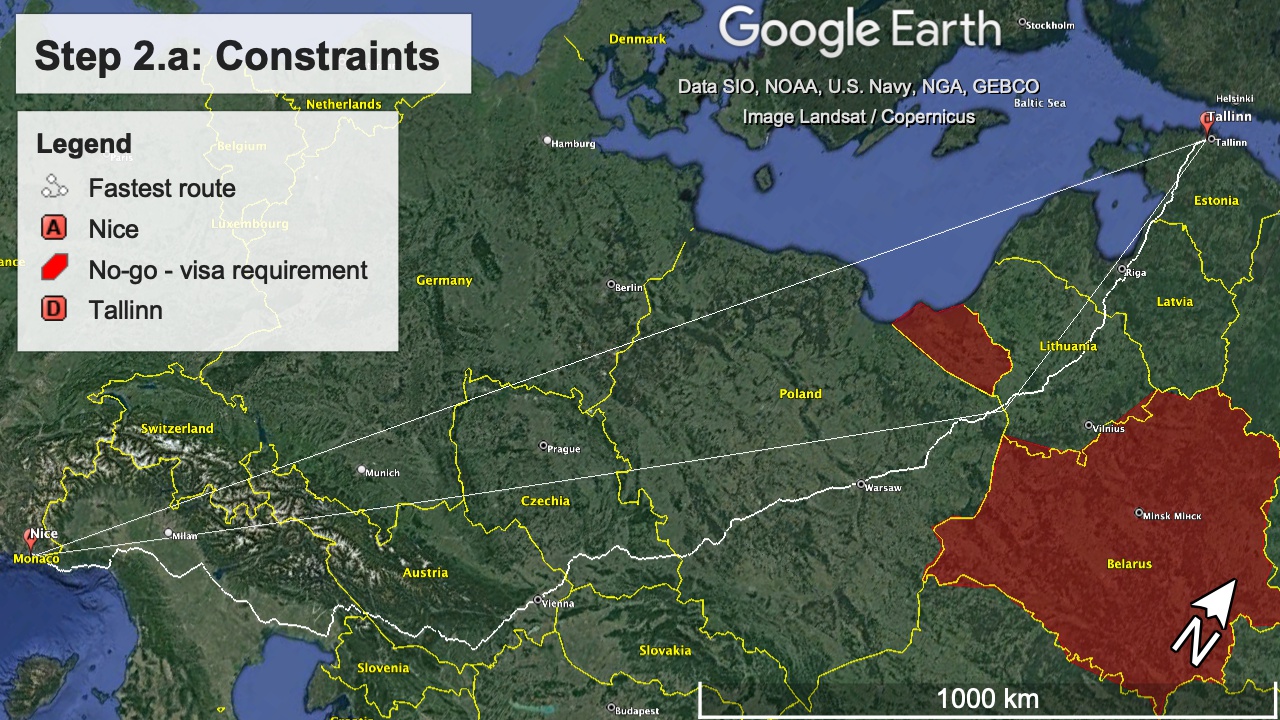 Step 2.a: Constraints
Google Earth
Data SIO, NOAA, U.S. Navy, NGA, GEBCO
Image Landsat / Copernicus
Legend
Fastest route
A Nice
No-go - visa requirement
D Tallinn
Denmark
Stockholm
Netherlands
Baltic Sea
Helsinki
Tallinn
Tallinn
Hamburg
Belgium
Paris
Luxembourg
Estonia
ance
Germany
Berlin
Riga
Latvia
Lithuania
Poland
Switzerland
Vilnius
Munich
Prague
Czechia
Warsaw
Minsk Мінск
Nice
Milan
Monaco
Austria
Belarus
Vienna
Slovakia
Slovenia
N
1000 km
Budapest